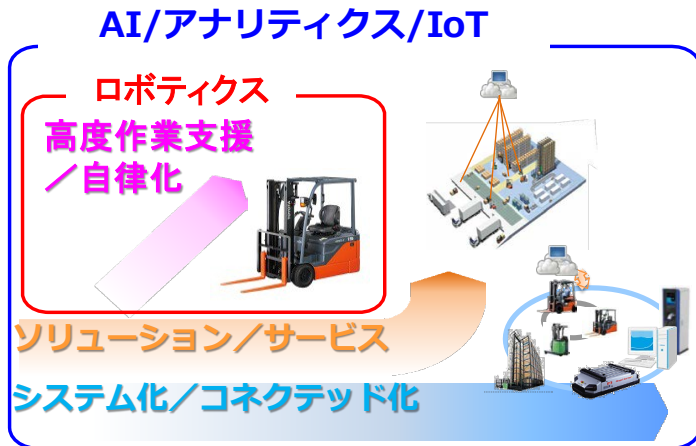 AI/アナリティクス/IoT
ロボティクス
高度作業支援
／自律化
ソリューション／サービス
システム化／コネクテッド化